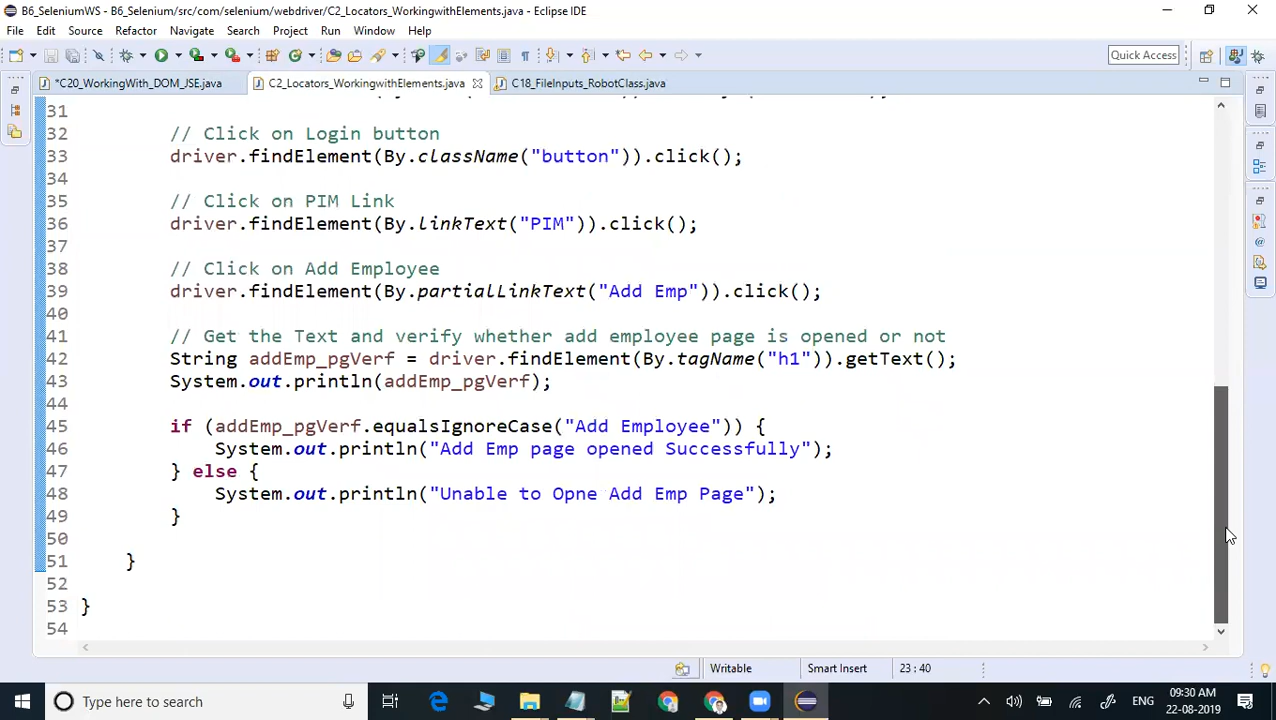 B6_SeleniumWS - B6_Selenium/src/com/selenium/webdriver/C2_Locators_WorkingwithElements.java - Eclipse IDE
File Edit Source Refactor Navigate Search Project Run Window Help
Quick Access
*C20_WorkingWith_DOM_JSE.java C2_Locators_WorkingwithElements.java C18_FileInputs_RobotClass.java
31
32 // Click on Login button
33 driver.findElement(By.className("button")).click();
34
35 // Click on PIM Link
36 driver.findElement(By.linkText("PIM")).click();
37
38 // Click on Add Employee
39 driver.findElement(By.partialLinkText("Add Emp")).click();
40
41 // Get the Text and verify whether add employee page is opened or not
42 String addEmp_pgVerf = driver.findElement(By.tagName("h1")).getText();
43 System.out.println(addEmp_pgVerf);
44
45 if (addEmp_pgVerf.equalsIgnoreCase("Add Employee")) {
46 System.out.println("Add Emp page opened Successfully");
47 } else {
48 System.out.println("Unable to Opne Add Emp Page");
49 }
50
51 }
52
53 }
54
Writable Smart Insert 23 : 40
Type here to search
ENG
09:30 AM
22-08-2019